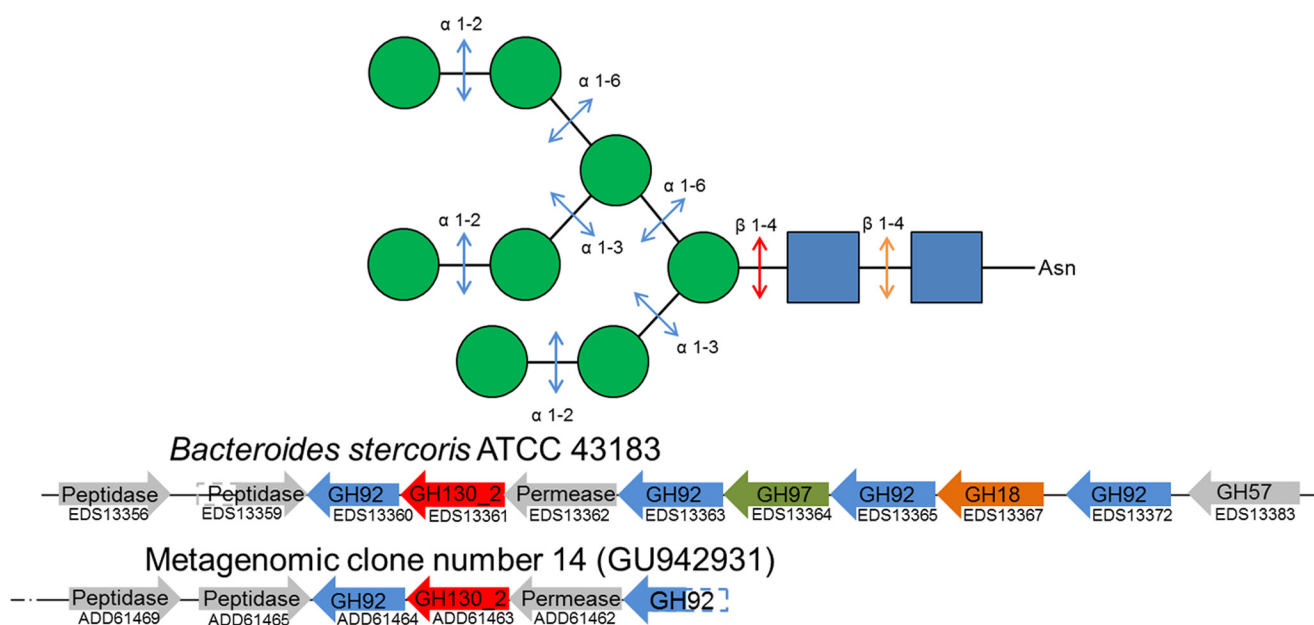 α 1-2
α 1-6
α 1-2
α 1-3
α 1-6
β 1-4
β 1-4
Asn
α 1-3
α 1-2
Bacteroides stercoris ATCC 43183
Peptidase Peptidase GH92 GH130_2 Permease GH92 GH97 GH92 GH18 GH92 GH57
EDS13356 EDS13359 EDS13360 EDS13361 EDS13362 EDS13363 EDS13364 EDS13365 EDS13367 EDS13372 EDS13383
Metagenomic clone number 14 (GU942931)
Peptidase Peptidase GH92 GH130_2 Permease GH92
ADD61469 ADD61465 ADD61464 ADD61463 ADD61462